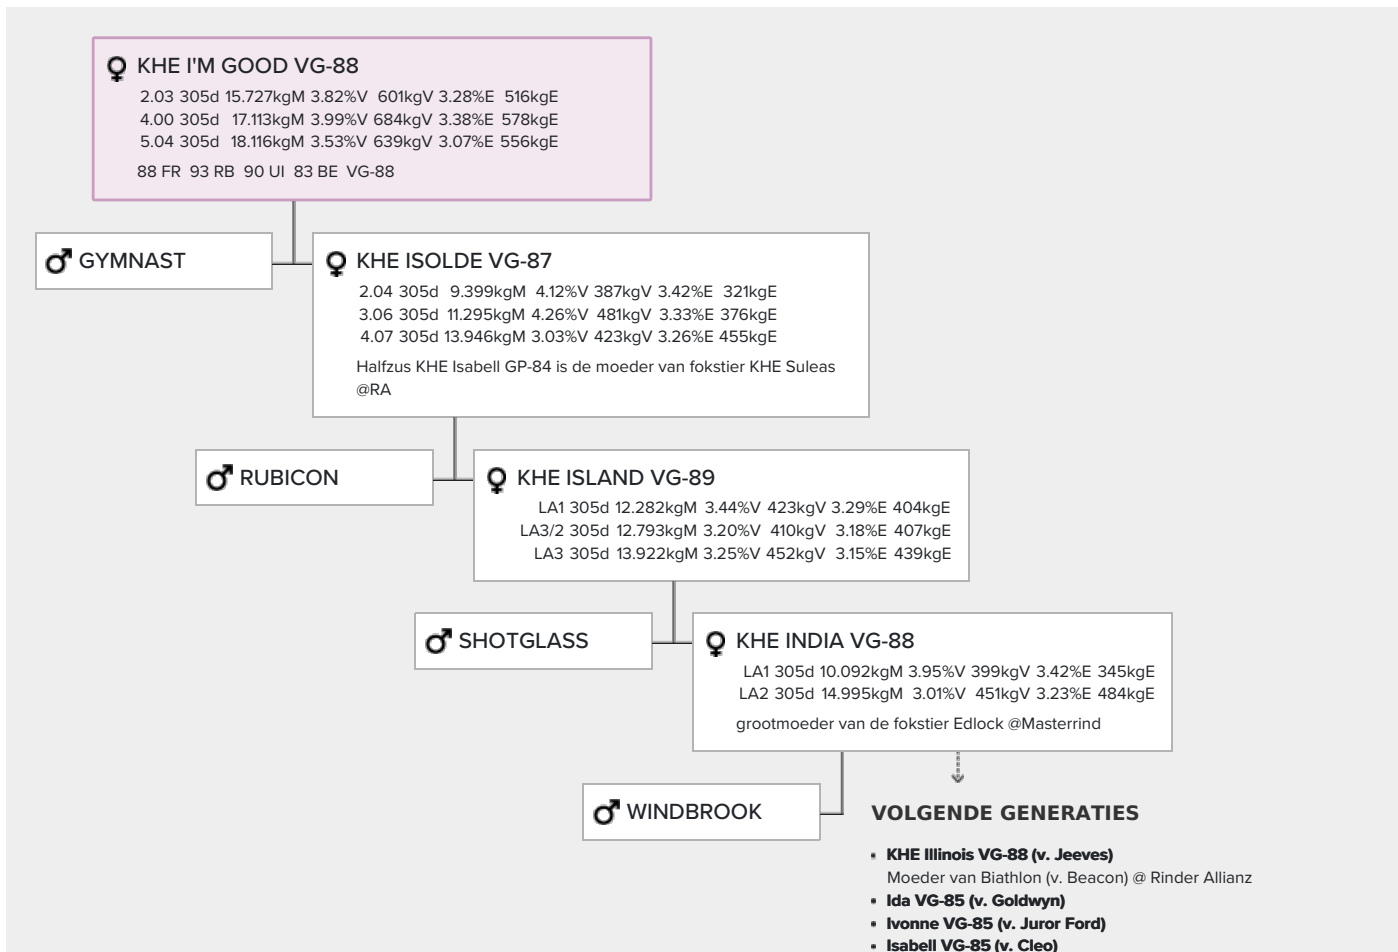 KHE I'M GOOD VG-88
2.03 305d 15.727kgM 3.82%V 601kgV 3.28%E 516kgE
4.00 305d 17.113kgM 3.99%V 684kgV 3.38%E 578kgE
5.04 305d 18.116kgM 3.53%V 639kgV 3.07%E 556kgE
88 FR 93 RB 90 UI 83 BE VG-88
GYMNAST
KHE ISOLDE VG-87
2.04 305d 9.399kgM 4.12%V 387kgV 3.42%E 321kgE
3.06 305d 11.295kgM 4.26%V 481kgV 3.33%E 376kgE
4.07 305d 13.946kgM 3.03%V 423kgV 3.26%E 455kgE
Halfzus KHE Isabell GP-84 is de moeder van fokstier KHE Suleas
@RA
RUBICON
KHE ISLAND VG-89
LA1 305d 12.282kgM 3.44%V 423kgV 3.29%E 404kgE
LA3/2 305d 12.793kgM 3.20%V 410kgV 3.18%E 407kgE
LA3 305d 13.922kgM 3.25%V 452kgV 3.15%E 439kgE
SHOTGLASS
KHE INDIA VG-88
LA1 305d 10.092kgM 3.95%V 399kgV 3.42%E 345kgE
LA2 305d 14.995kgM 3.01%V 451kgV 3.23%E 484kgE
grootmoeder van de fokstier Edlock @Masterrind
WINDBROOK
VOLGENDE GENERATIES
KHE Illinois VG-88 (v. Jeeves)
Moeder van Biathlon (v. Beacon) @ Rinder Allianz
Ida VG-85 (v. Goldwyn)
Ivonne VG-85 (v. Juror Ford)
Isabell VG-85 (v. Cleo)